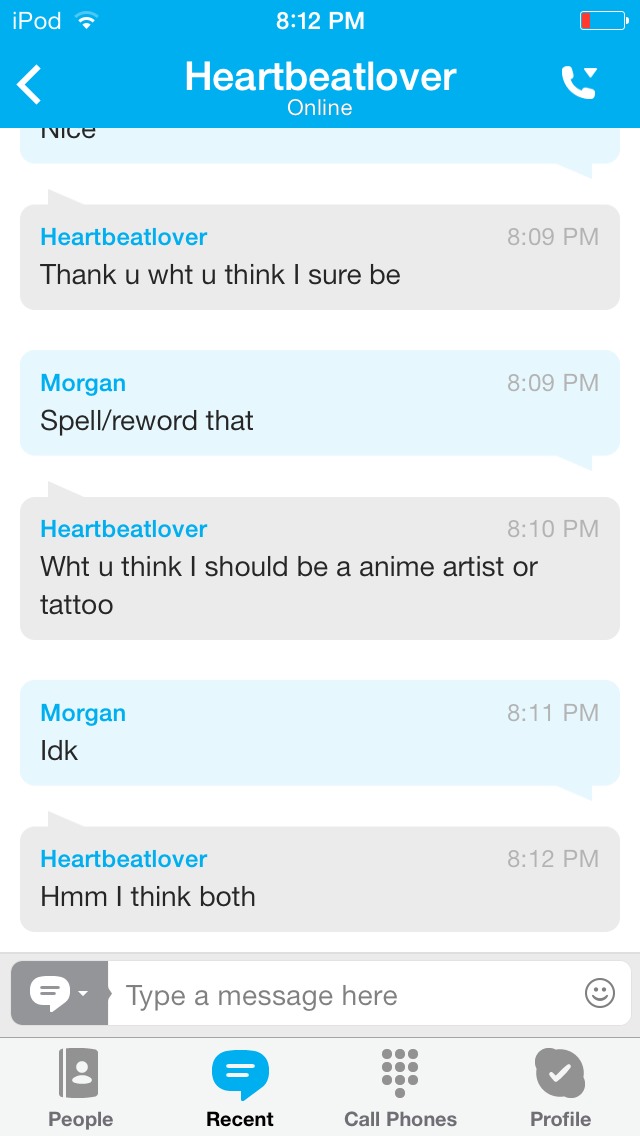 iPod 8:12 PM
Heartbeatlover
Online
Nice
Heartbeatlover 8:09 PM
Thank u wht u think I sure be
Morgan 8:09 PM
Spell/reword that
Heartbeatlover 8:10 PM
Wht u think I should be a anime artist or
tattoo
Morgan 8:11 PM
Idk
Heartbeatlover 8:12 PM
Hmm I think both
Type a message here
People Recent Call Phones Profile